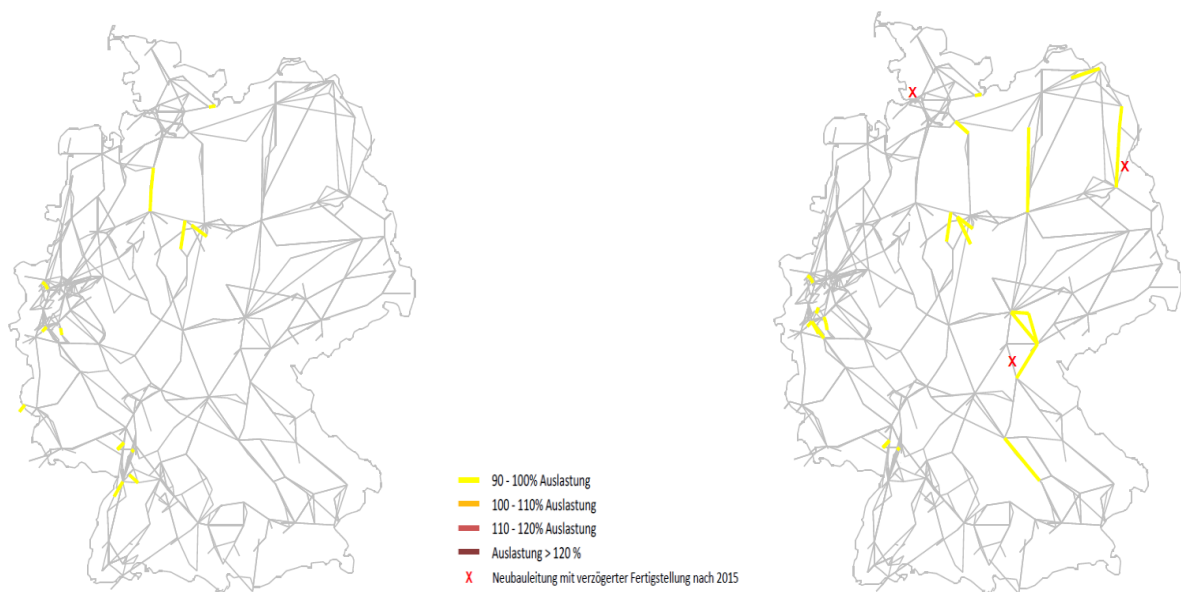 X
X
X
90 - 100% Auslastung
100 - 110% Auslastung
110 - 120% Auslastung
Auslastung > 120 %
X Neubauleitung mit verzögerter Fertigstellung nach 2015